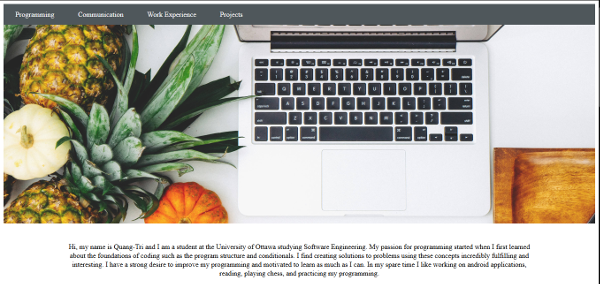 Programming Communication Work Experience Projects
Hi, my name is Quang-Tri and I am a student at the University of Ottawa studying Software Engineering. My passion for programming started when I first learned
about the foundations of coding such as the program structure and conditionals. I find creating solutions to problems using these concepts incredibly fulfilling and
interesting. I have a strong desire to improve my programming and motivated to learn as much as I can. In my spare time I like working on android applications,
reading, playing chess, and practicing my programming.